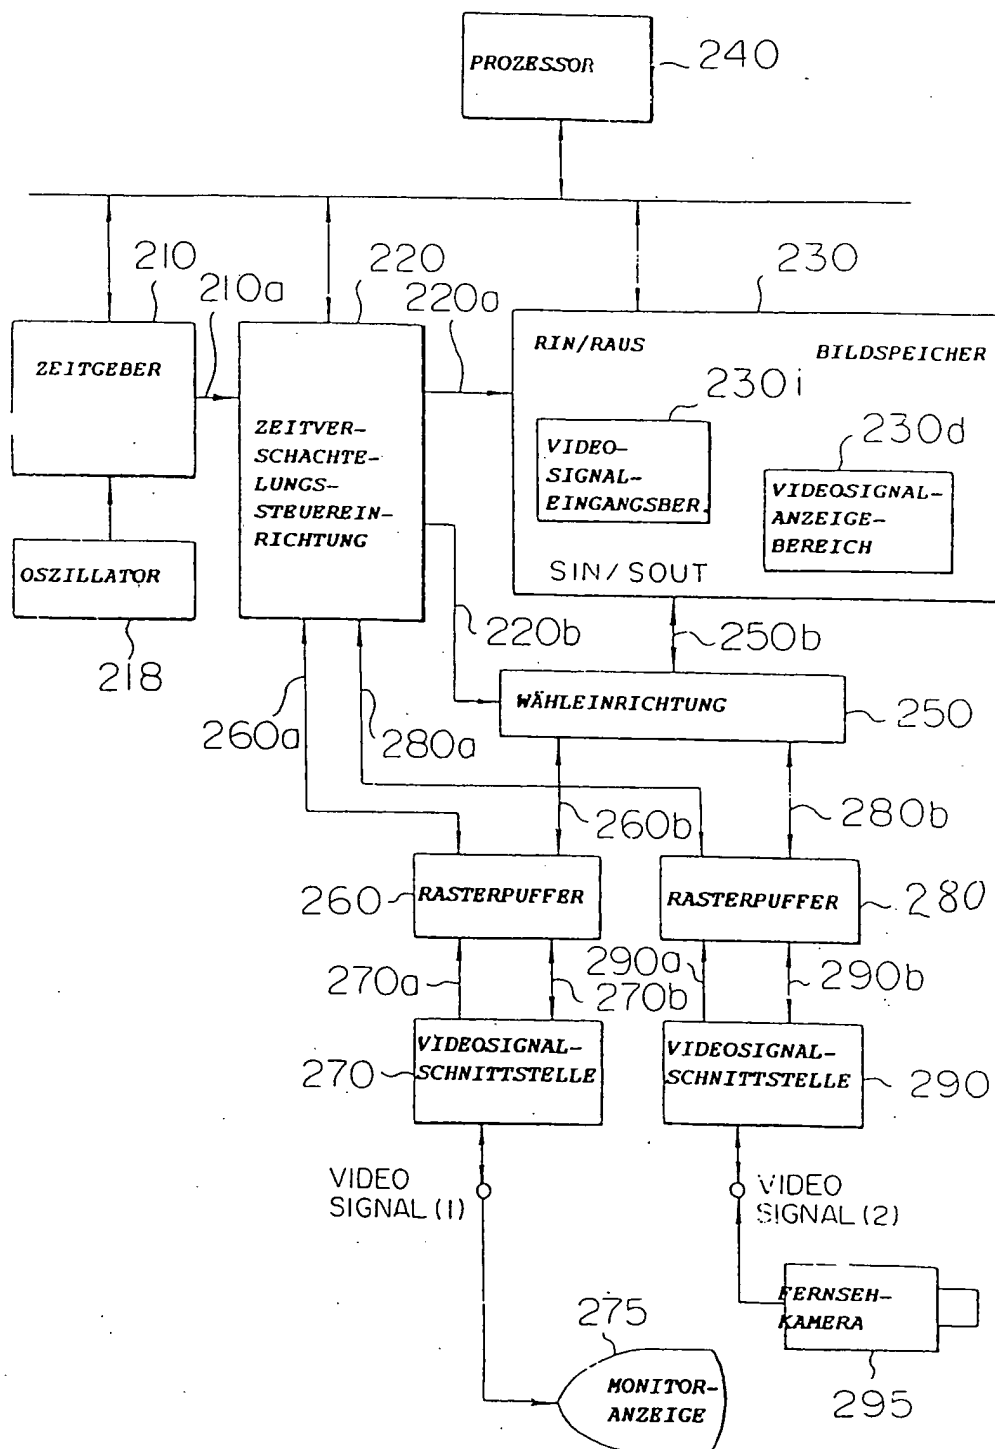 PROZESSOR
240
210
210a
220
220a
230
ZEITGEBER
RIN/RAUS
BILDSPEICHER
230i
230d
ZEITVER-
SCHACHTE-
LUNGS-
STEUEREIN-
RICHTUNG
VIDEO-
SIGNAL-
EINGANGSBER.
VIDEOSIGNAL-
ANZEIGE-
BEREICH
OSZILLATOR
SIN/SOUT
218
220b
250b
WÄHLEINRICHTUNG
250
260a
280a
260b
280b
260
RASTERPUFFER
RASTERPUFFER
280
270a
270b
290a
290b
270
VIDEOSIGNAL-
SCHNITTSTELLE
VIDEOSIGNAL-
SCHNITTSTELLE
290
VIDEO
SIGNAL(1)
VIDEO
SIGNAL(2)
FERNSEH-
KAMERA
295
275
MONITOR-
ANZEIGE